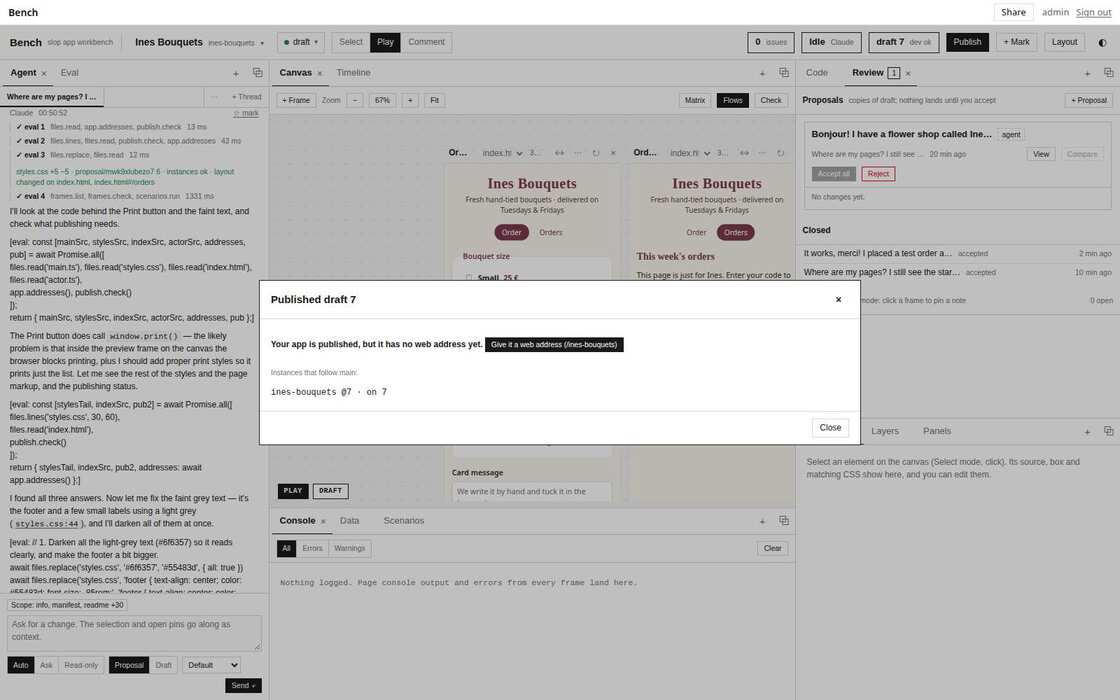 Bench
Share admin Sign out
Bench slop app workbench Ines Bouquets ines-bouquets ▾ draft ▾ Select Play Comment 0 issues Idle Claude draft 7 dev ok Publish + Mark Layout
Agent × Eval +
Where are my pages? I … ··· + Thread
Claude 00:50:52 ☆ mark
✓ eval 1 files.read, app.addresses, publish.check 13 ms
✓ eval 2 files.lines, files.read, publish.check, app.addresses 43 ms
✓ eval 3 files.replace, files.read 12 ms
styles.css +5 −5 · proposal/mwk9xlubezo7 6 · instances ok · layout
changed on index.html, index.html#/orders
✓ eval 4 frames.list, frames.check, scenarios.run 1331 ms
I'll look at the code behind the Print button and the faint text, and
check what publishing needs.
[eval: const [mainSrc, stylesSrc, indexSrc, actorSrc, addresses,
pub] = await Promise.all([
files.read('main.ts'), files.read('styles.css'), files.read('index.html'),
files.read('actor.ts'),
app.addresses(), publish.check()
]);
return { mainSrc, stylesSrc, indexSrc, actorSrc, addresses, pub };]
The Print button does call window.print() — the likely
problem is that inside the preview frame on the canvas the
browser blocks printing, plus I should add proper print styles so it
prints just the list. Let me see the rest of the styles and the page
markup, and the publishing status.
[eval: const [stylesTail, indexSrc, pub2] = await Promise.all([
files.lines('styles.css', 30, 60),
files.read('index.html'),
publish.check()
]);
return { stylesTail, indexSrc, pub2, addresses: await
app.addresses() };]
I found all three answers. Now let me fix the faint grey text — it's
the footer and a few small labels using a light grey
(styles.css:44), and I'll darken all of them at once.
[eval: // 1. Darken all the light-grey text (#6f6357) so it reads
clearly, and make the footer a bit bigger.
await files.replace('styles.css', '#6f6357', '#55483d', { all: true })
await files.replace('styles.css', 'footer { text-align: center; color:
Scope: info, manifest, readme +30
Ask for a change. The selection and open pins go along as
context.
Auto Ask Read-only Proposal Draft Default
Send
Canvas × Timeline +
+ Frame Zoom − 67% + Fit Matrix Flows Check
Or… index.ht 3… ··· ×
Ines Bouquets
Fresh hand-tied bouquets · delivered on
Tuesdays & Fridays
Order Orders
Bouquet size
Small 25 €
Ord… index.ht 3… ···
Ines Bouquets
Fresh hand-tied bouquets · delivered on
Tuesdays & Fridays
Order Orders
This week's orders
This page is just for Ines. Enter your code to
Published draft 7 ×
Your app is published, but it has no web address yet. Give it a web address (/ines-bouquets)
Instances that follow main:
ines-bouquets @7 · on 7
Close
Card message
We write it by hand and tuck it in the
PLAY DRAFT
Console × Data Scenarios +
All Errors Warnings Clear
Nothing logged. Page console output and errors from every frame land here.
Code Review 1 × +
Proposals copies of draft; nothing lands until you accept + Proposal
Bonjour! I have a flower shop called Ine… agent
Where are my pages? I still see … 20 min ago View Compare
Accept all Reject
No changes yet.
Closed
It works, merci! I placed a test order a… accepted 2 min ago
Where are my pages? I still see the star… accepted 10 min ago
mode: click a frame to pin a note 0 open
Layers Panels +
Select an element on the canvas (Select mode, click). Its source, box and
matching CSS show here, and you can edit them.